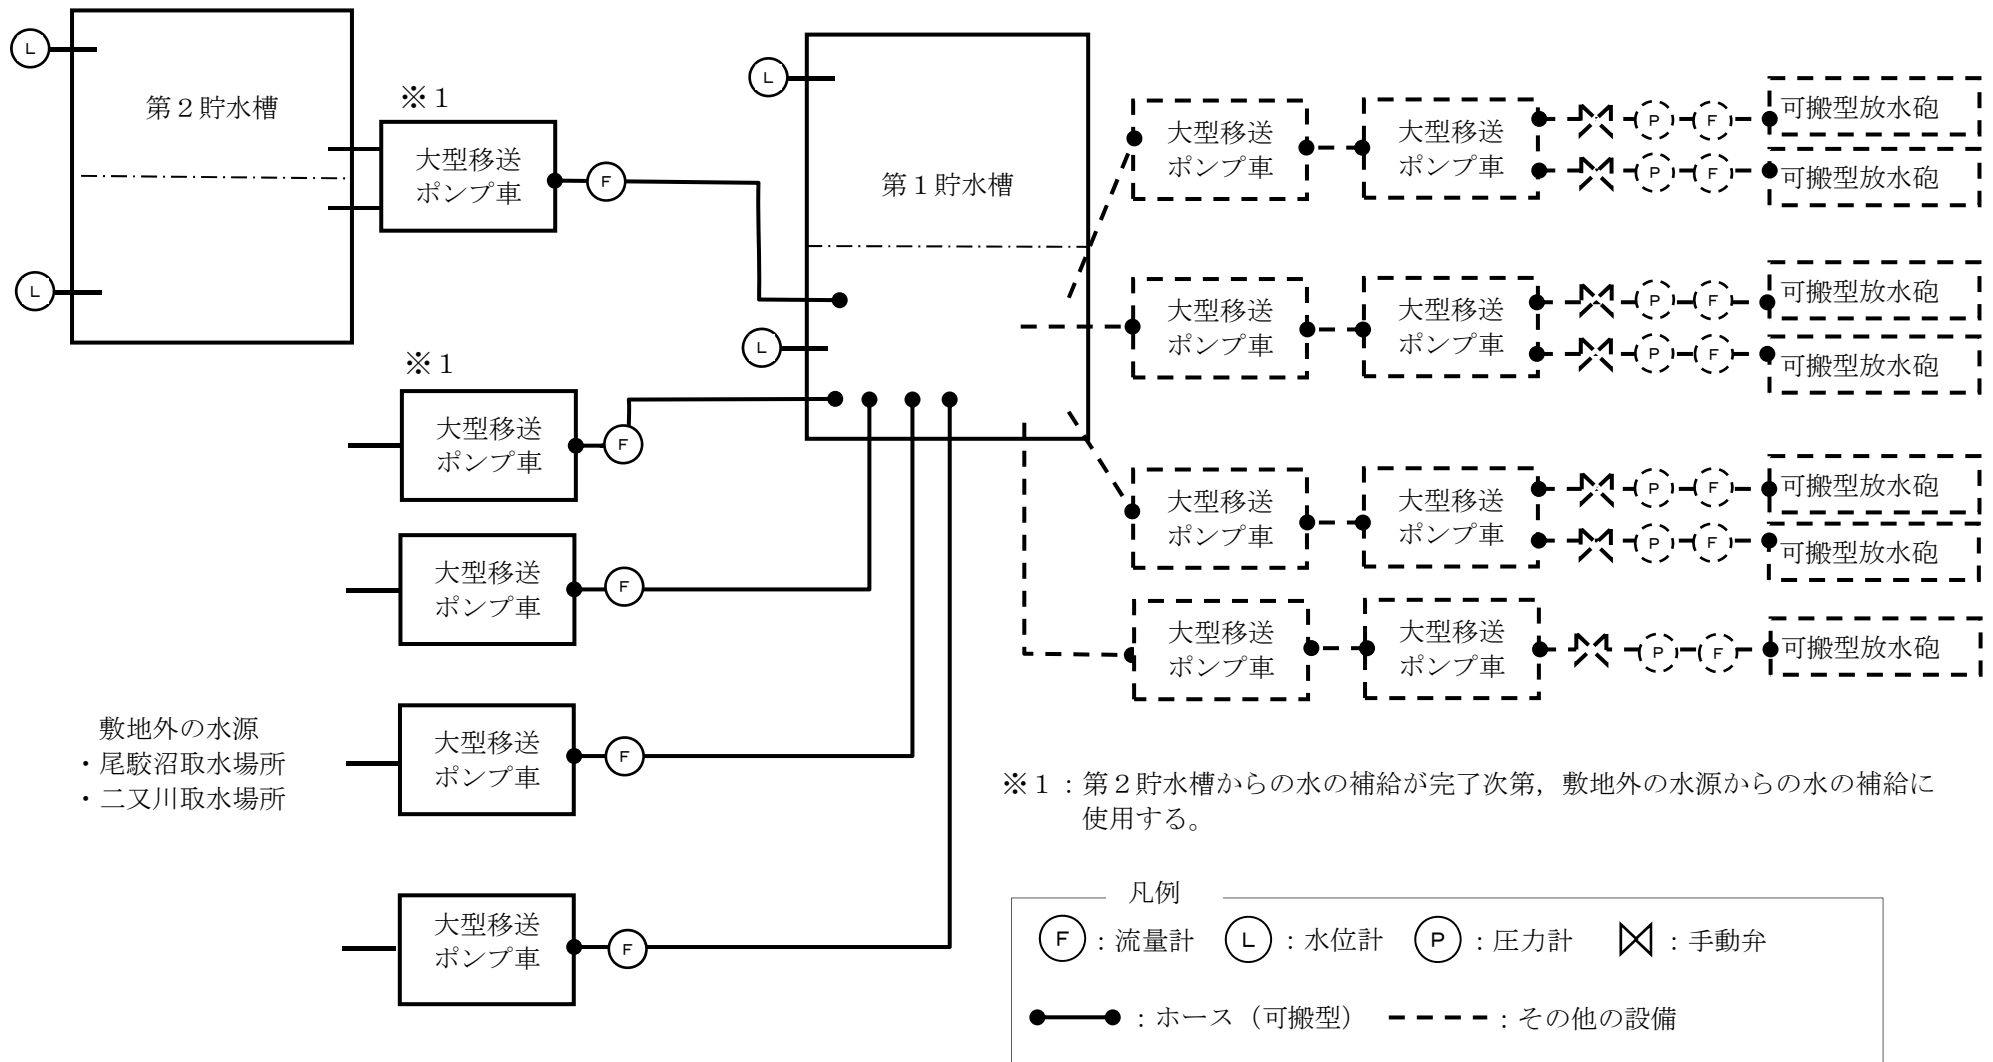 L
第２貯水槽
L
※１
大型移送
ポンプ車
F
L
第１貯水槽
L
※１
大型移送
ポンプ車
F
大型移送
ポンプ車
F
大型移送
ポンプ車
F
大型移送
ポンプ車
F
敷地外の水源
・尾駮沼取水場所
・二又川取水場所
大型移送
ポンプ車
大型移送
ポンプ車
P
F
可搬型放水砲
P
F
可搬型放水砲
大型移送
ポンプ車
大型移送
ポンプ車
P
F
可搬型放水砲
P
F
可搬型放水砲
大型移送
ポンプ車
大型移送
ポンプ車
P
F
可搬型放水砲
P
F
可搬型放水砲
大型移送
ポンプ車
大型移送
ポンプ車
P
F
可搬型放水砲
※１：第２貯水槽からの水の補給が完了次第，敷地外の水源からの水の補給に
使用する。
凡例
F ：流量計 L ：水位計 P ：圧力計 ：手動弁
：ホース（可搬型） ：その他の設備